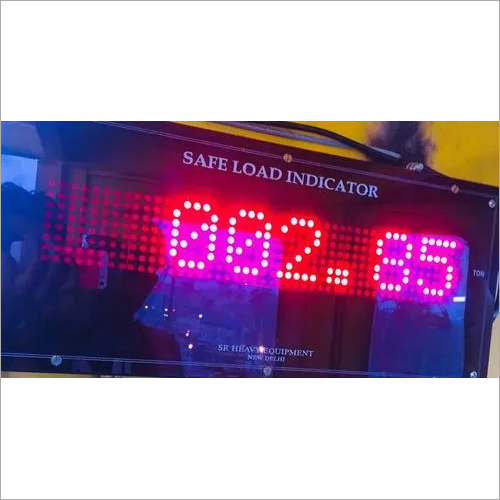 SAFE LOAD INDICATOR
002.85
TON
SR HEAVY EQUIPMENT
NEW DELHI